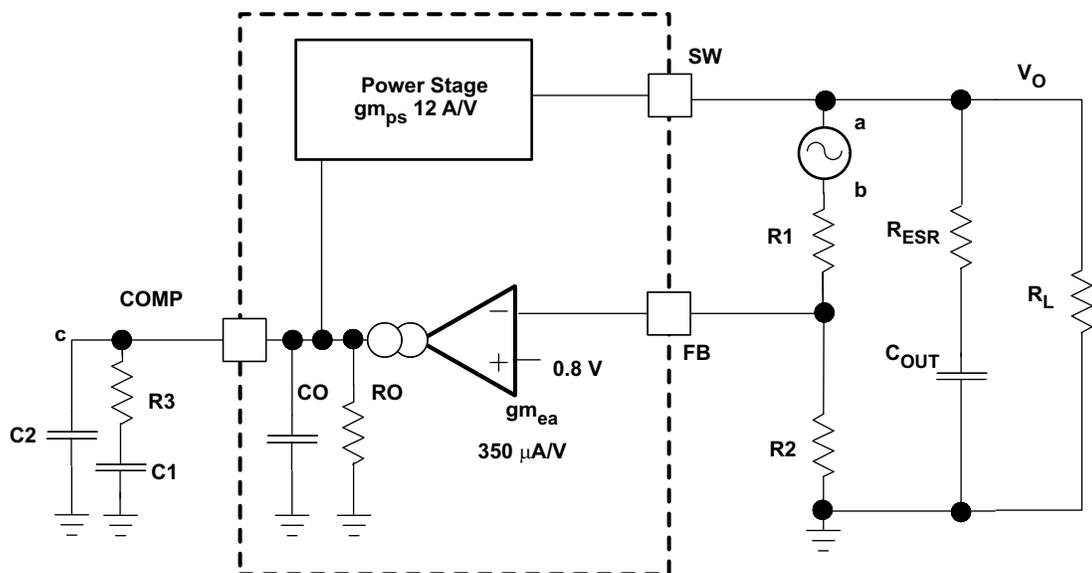 SW
V_O
Power Stage
gm_ps 12 A/V
a
b
R1
R_ESR
COMP
R_L
c
FB
0.8 V
C_OUT
R3
CO
RO
gm_ea
C2
R2
350 μA/V
C1
−
+